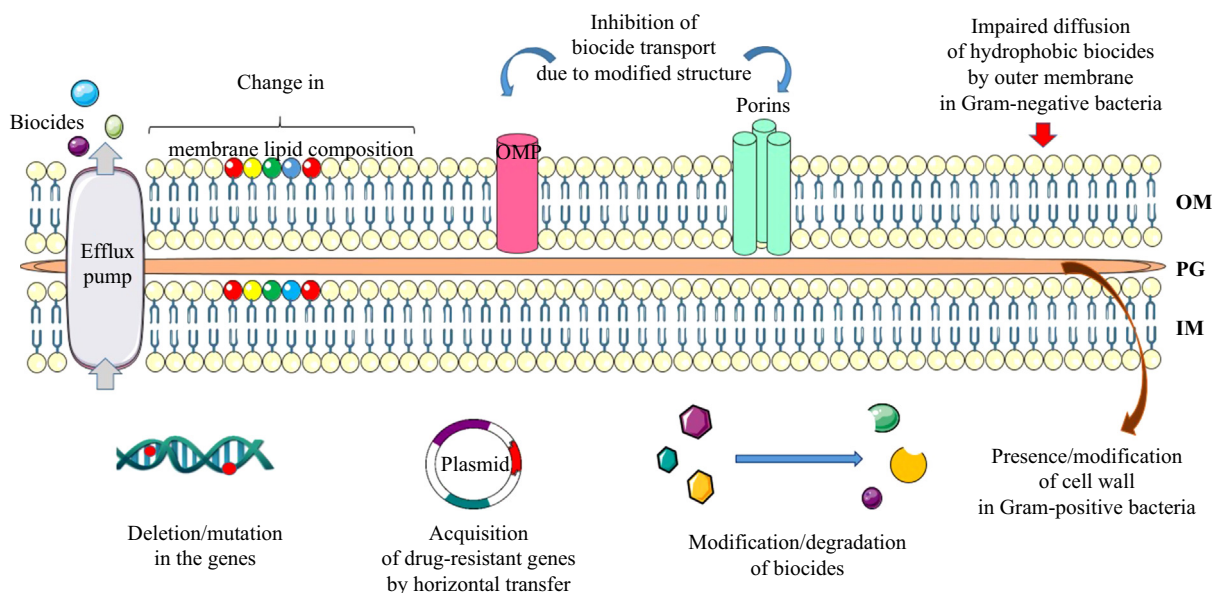 Inhibition of
biocide transport
due to modified structure
Impaired diffusion
of hydrophobic biocides
by outer membrane
in Gram-negative bacteria
Change in
membrane lipid composition
Biocides
Porins
OMP
OM
Efflux
pump
PG
IM
Plasmid
Presence/modification
of cell wall
in Gram-positive bacteria
Deletion/mutation
in the genes
Acquisition
of drug-resistant genes
by horizontal transfer
Modification/degradation
of biocides